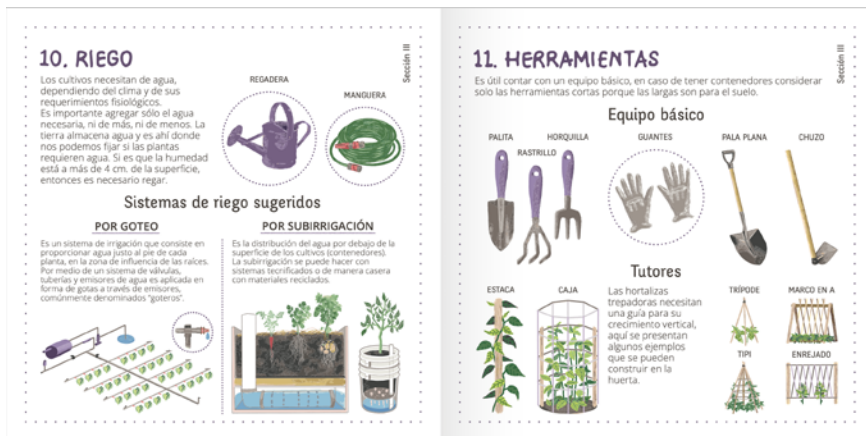 10. RIEGO
Sección III
Los cultivos necesitan de agua,
dependiendo del clima y de sus
requerimientos fisiológicos.
Es importante agregar sólo el agua
necesaria, ni de más, ni de menos. La
tierra almacena agua y es ahí donde
nos podemos fijar si las plantas
requieren agua. Si es que la humedad
está a más de 4 cm. de la superficie,
entonces es necesario regar.
REGADERA
MANGUERA
Sistemas de riego sugeridos
POR GOTEO
Es un sistema de irrigación que consiste en
proporcionar agua justo al pie de cada
planta, en la zona de influencia de las raíces.
Por medio de un sistema de válvulas,
tuberías y emisores de agua es aplicada en
forma de gotas a través de emisores,
comúnmente denominados "goteros".
POR SUBIRRIGACIÓN
Es la distribución del agua por debajo de la
superficie de los cultivos (contenedores).
La subirrigación se puede hacer con
sistemas tecnificados o de manera casera
con materiales reciclados.
11. HERRAMIENTAS
Sección III
Es útil contar con un equipo básico, en caso de tener contenedores considerar
solo las herramientas cortas porque las largas son para el suelo.
Equipo básico
PALITA
RASTRILLO
HORQUILLA
GUANTES
PALA PLANA
CHUZO
Tutores
ESTACA
CAJA
Las hortalizas
trepadoras necesitan
una guía para su
crecimiento vertical,
aquí se presentan
algunos ejemplos
que se pueden
construir en la
huerta.
TRÍPODE
MARCO EN A
TIPI
ENREJADO